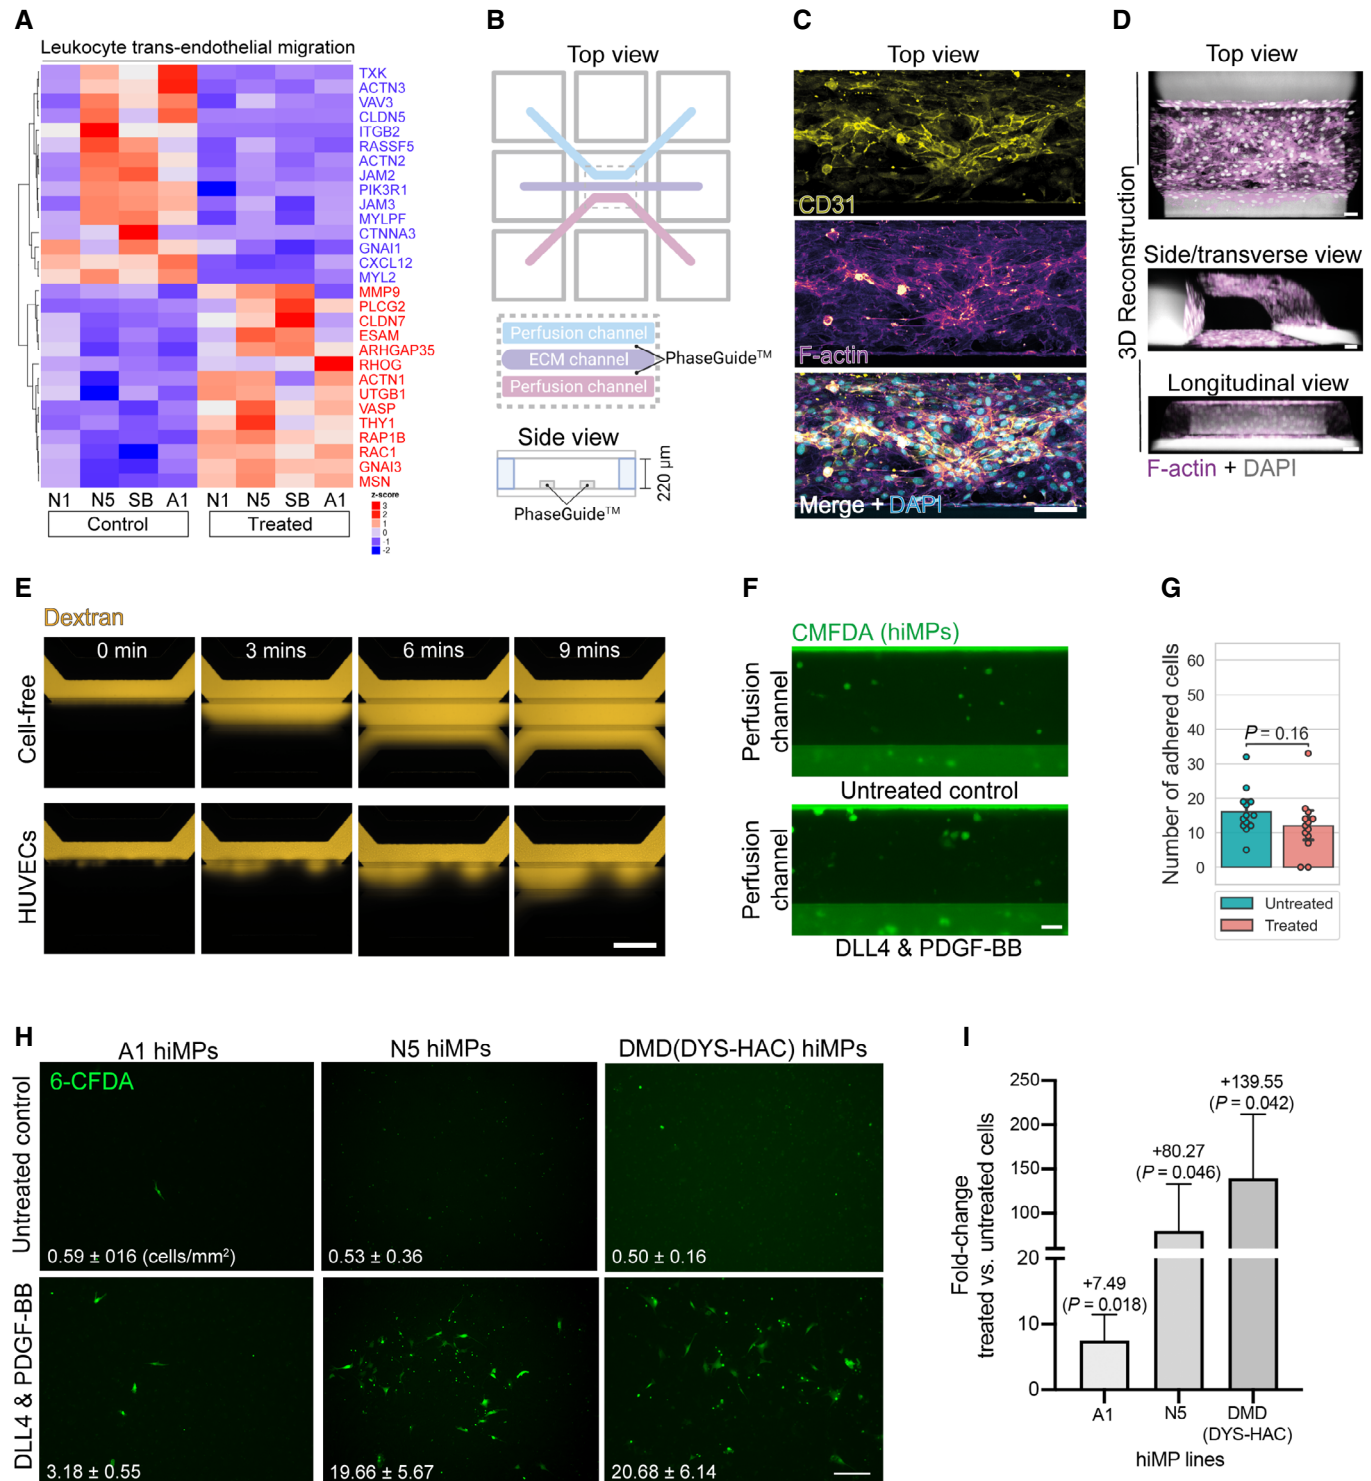 A
Leukocyte trans-endothelial migration
TXK
ACTN3
VAV3
CLDN5
ITGB2
RASSF5
ACTN2
JAM2
PIK3R1
JAM3
MYLPF
CTNNA3
GNAI1
CXCL12
MYL2
MMP9
PLCG2
CLDN7
ESAM
ARHGAP35
RHOG
ACTN1
UTGB1
VASP
THY1
RAP1B
RAC1
GNAI3
MSN
N1 N5 SB A1 N1 N5 SB A1
Control Treated
z-score
3
2
1
0
-1
-2
B
Top view
Perfusion channel
ECM channel
Perfusion channel
PhaseGuide™
Side view
220 µm
PhaseGuide™
C
Top view
CD31
F-actin
Merge + DAPI
D
Top view
3D Reconstruction
Side/transverse view
Longitudinal view
F-actin + DAPI
E
Dextran
0 min 3 mins 6 mins 9 mins
Cell-free
HUVECs
F
CMFDA (hiMPs)
Perfusion channel
Untreated control
Perfusion channel
DLL4 & PDGF-BB
G
Number of adhered cells
60
50
40
30
20
10
0
P = 0.16
Untreated
Treated
H
A1 hiMPs N5 hiMPs DMD(DYS-HAC) hiMPs
Untreated control
6-CFDA
0.59 ± 016 (cells/mm²) 0.53 ± 0.36 0.50 ± 0.16
DLL4 & PDGF-BB
3.18 ± 0.55 19.66 ± 5.67 20.68 ± 6.14
I
Fold-change
treated vs. untreated cells
250
200
150
100
20
10
0
+7.49
(P = 0.018)
+80.27
(P = 0.046)
+139.55
(P = 0.042)
A1 N5 DMD
(DYS-HAC)
hiMP lines